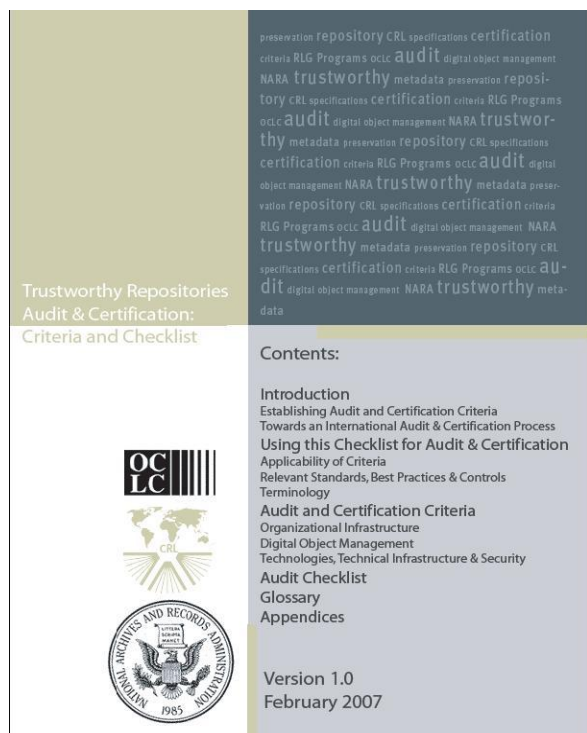 preservation repository CRL specifications certification
criteria RLG Programs OCLC audit digital object management
NARA trustworthy metadata preservation reposi-
tory CRL specifications certification criteria RLG Programs
OCLC audit digital object management NARA trustwor-
thy metadata preservation repository CRL specifications
certification criteria RLG Programs OCLC audit digital
object management NARA trustworthy metadata preser-
vation repository CRL specifications certification criteria
RLG Programs OCLC audit digital object management NARA
trustworthy metadata preservation repository CRL
specifications certification criteria RLG Programs OCLC au-
dit digital object management NARA trustworthy meta-
data
Trustworthy Repositories
Audit & Certification:
Criteria and Checklist
Contents:
Introduction
Establishing Audit and Certification Criteria
Towards an International Audit & Certification Process
Using this Checklist for Audit & Certification
Applicability of Criteria
Relevant Standards, Best Practices & Controls
Terminology
Audit and Certification Criteria
Organizational Infrastructure
Digital Object Management
Technologies, Technical Infrastructure & Security
Audit Checklist
Glossary
Appendices
Version 1.0
February 2007
OC
LC
CRL
NATIONAL ARCHIVES AND RECORDS ADMINISTRATION
LITTERA
SCRIPTA
MANET
1985